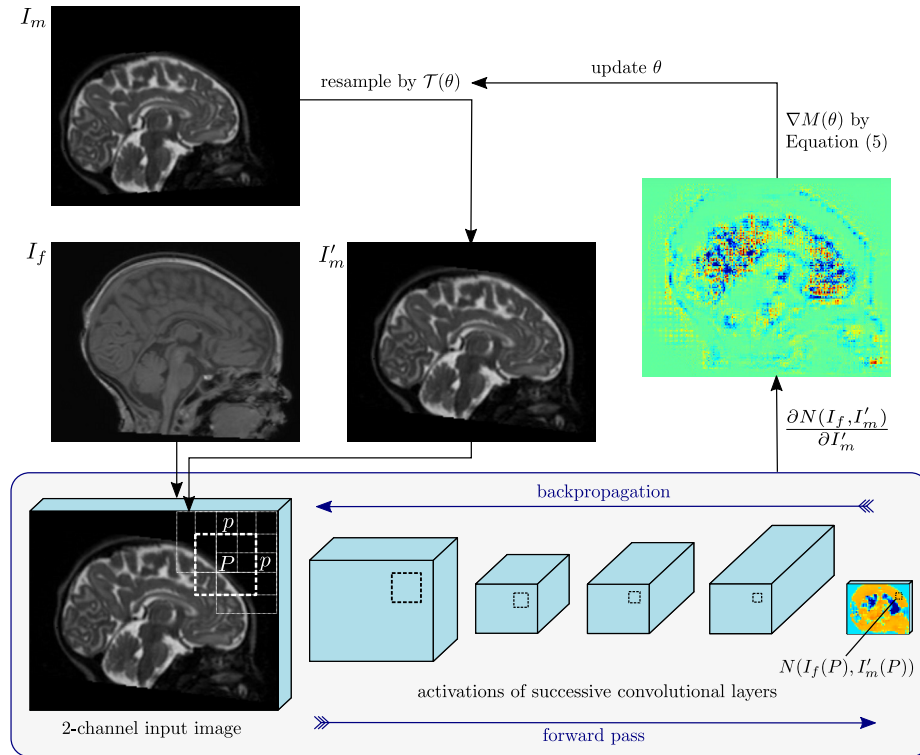 I_m
resample by 𝒯(θ)
update θ
∇M(θ) by
Equation (5)
I_f
I′_m
∂N(I_f, I′_m)
∂I′_m
backpropagation
p
P
p
N(I_f(P), I′_m(P))
activations of successive convolutional layers
2-channel input image
forward pass